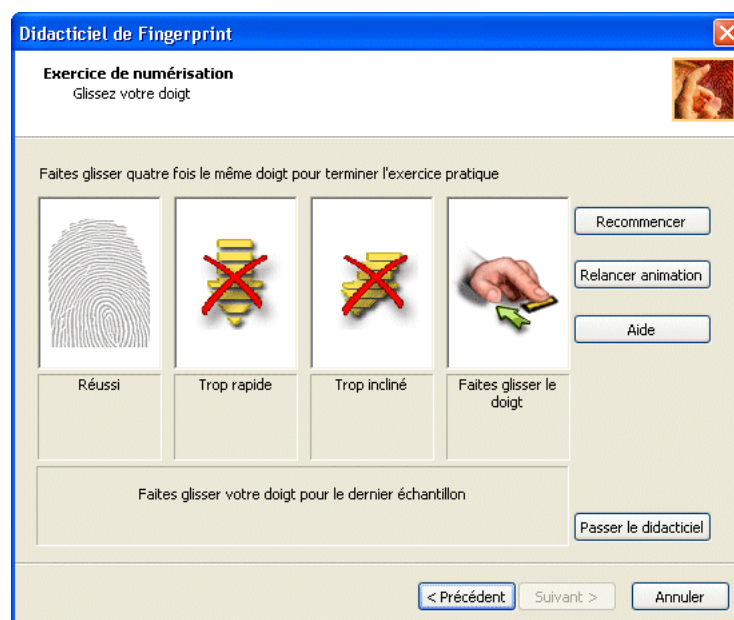 Didacticiel de Fingerprint
Exercice de numérisation
Glissez votre doigt
Faites glisser quatre fois le même doigt pour terminer l'exercice pratique
Recommencer
Relancer animation
Aide
Réussi
Trop rapide
Trop incliné
Faites glisser le
doigt
Faites glisser votre doigt pour le dernier échantillon
Passer le didacticiel
< Précédent
Suivant >
Annuler